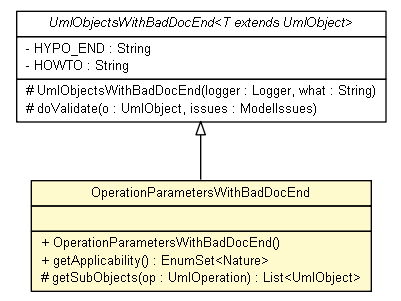 UmlObjectsWithBadDocEnd<T extends UmlObject>
- HYPO_END : String
- HOWTO : String
# UmlObjectsWithBadDocEnd(logger : Logger, what : String)
# doValidate(o : UmlObject, issues : ModelIssues)
OperationParametersWithBadDocEnd
+ OperationParametersWithBadDocEnd()
+ getApplicability() : EnumSet<Nature>
# getSubObjects(op : UmlOperation) : List<UmlObject>